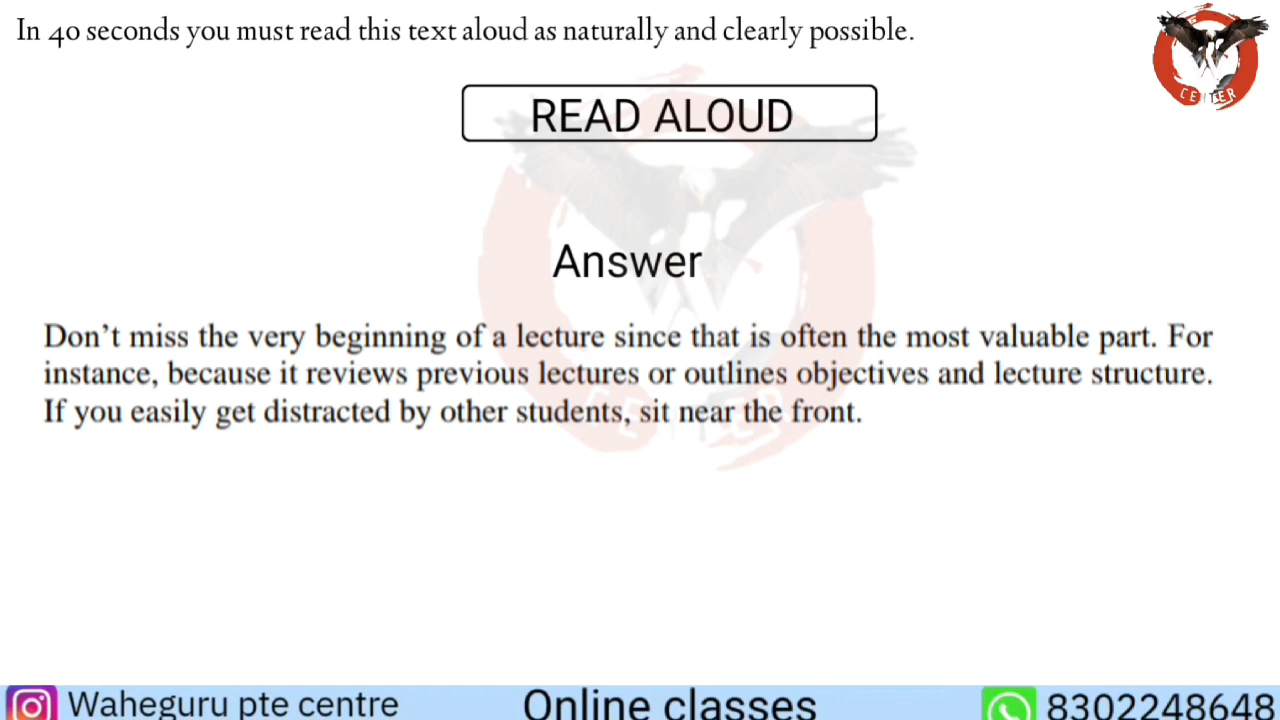 In 40 seconds you must read this text aloud as naturally and clearly possible.
CENTER
READ ALOUD
Answer
Don’t miss the very beginning of a lecture since that is often the most valuable part. For
instance, because it reviews previous lectures or outlines objectives and lecture structure.
If you easily get distracted by other students, sit near the front.
Waheguru pte centre
Online classes
8302248648